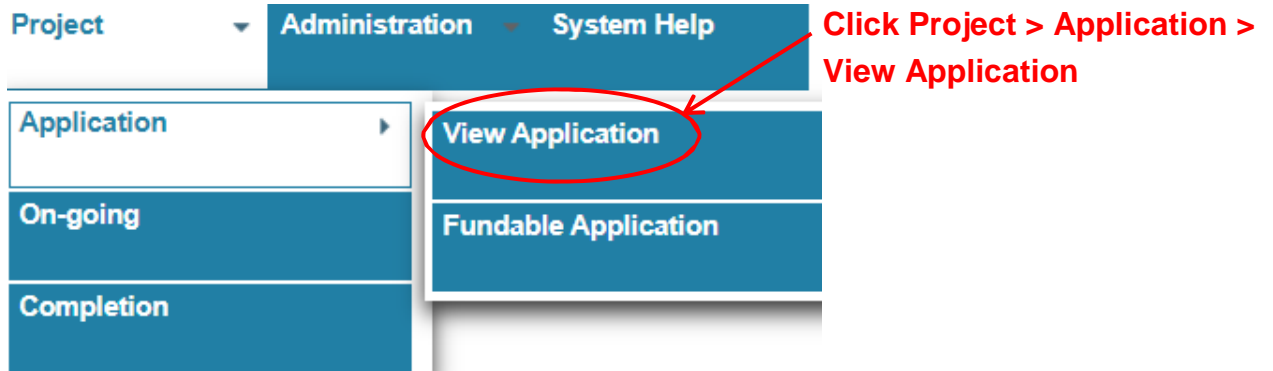 Project Administration System Help
Click Project > Application >
View Application
Application
View Application
On-going
Fundable Application
Completion